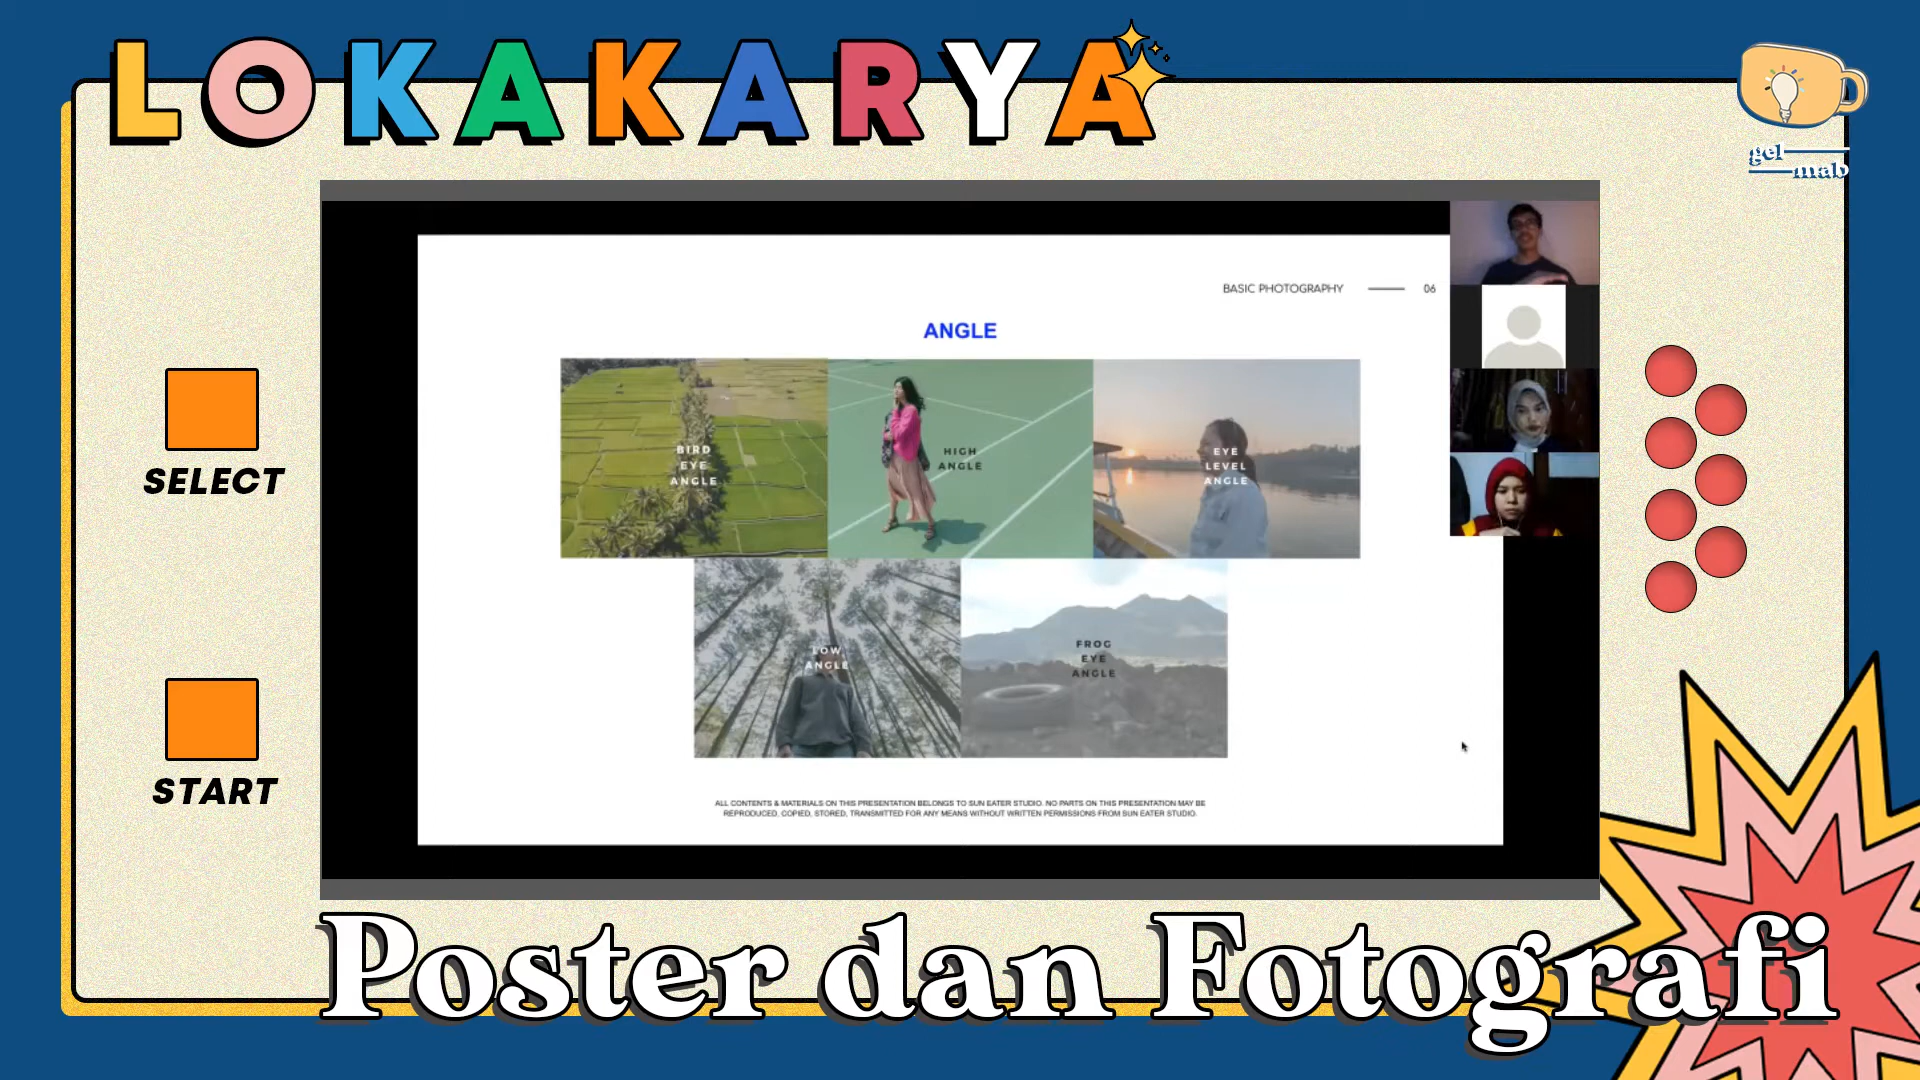 LOKAKARYA
gel
mab
BASIC PHOTOGRAPHY
06
ANGLE
BIRD
EYE
ANGLE
HIGH
ANGLE
EYE
LEVEL
ANGLE
LOW
ANGLE
FROG
EYE
ANGLE
ALL CONTENTS & MATERIALS ON THIS PRESENTATION BELONGS TO SUN EATER STUDIO. NO PARTS ON THIS PRESENTATION MAY BE
REPRODUCED, COPIED, STORED, TRANSMITTED FOR ANY MEANS WITHOUT WRITTEN PERMISSIONS FROM SUN EATER STUDIO.
SELECT
START
Poster dan Fotografi